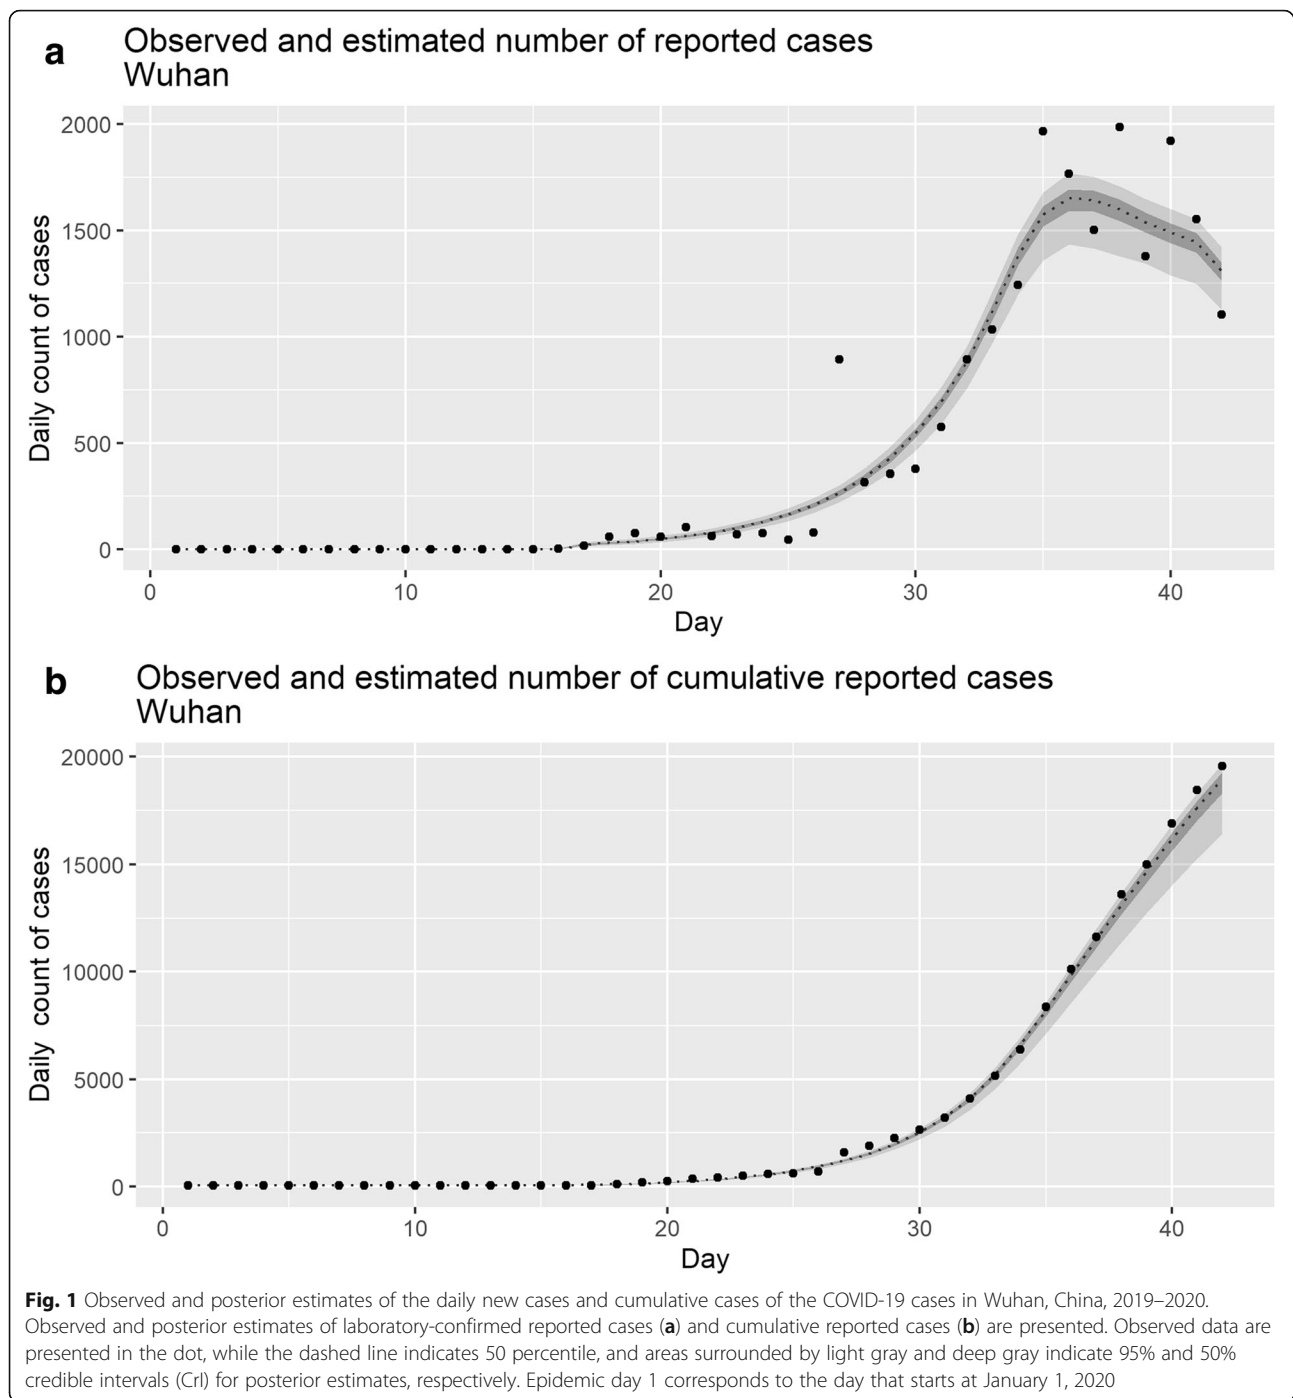 a
Observed and estimated number of reported cases
Wuhan
Daily count of cases
2000
1500
1000
500
0
0 10 20 30 40
Day
b
Observed and estimated number of cumulative reported cases
Wuhan
Daily count of cases
20000
15000
10000
5000
0
0 10 20 30 40
Day
Fig. 1 Observed and posterior estimates of the daily new cases and cumulative cases of the COVID-19 cases in Wuhan, China, 2019–2020.
Observed and posterior estimates of laboratory-confirmed reported cases (a) and cumulative reported cases (b) are presented. Observed data are
presented in the dot, while the dashed line indicates 50 percentile, and areas surrounded by light gray and deep gray indicate 95% and 50%
credible intervals (CrI) for posterior estimates, respectively. Epidemic day 1 corresponds to the day that starts at January 1, 2020